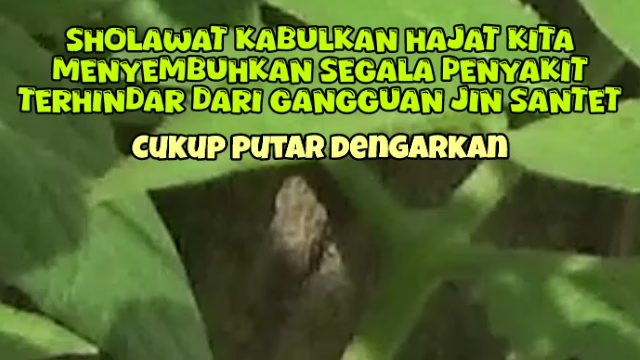 SHOLAWAT KABULKAN HAJAT KITA
MENYEMBUHKAN SEGALA PENYAKIT
TERHINDAR DARI GANGGUAN JIN SANTET
CUKUP PUTAR DENGARKAN